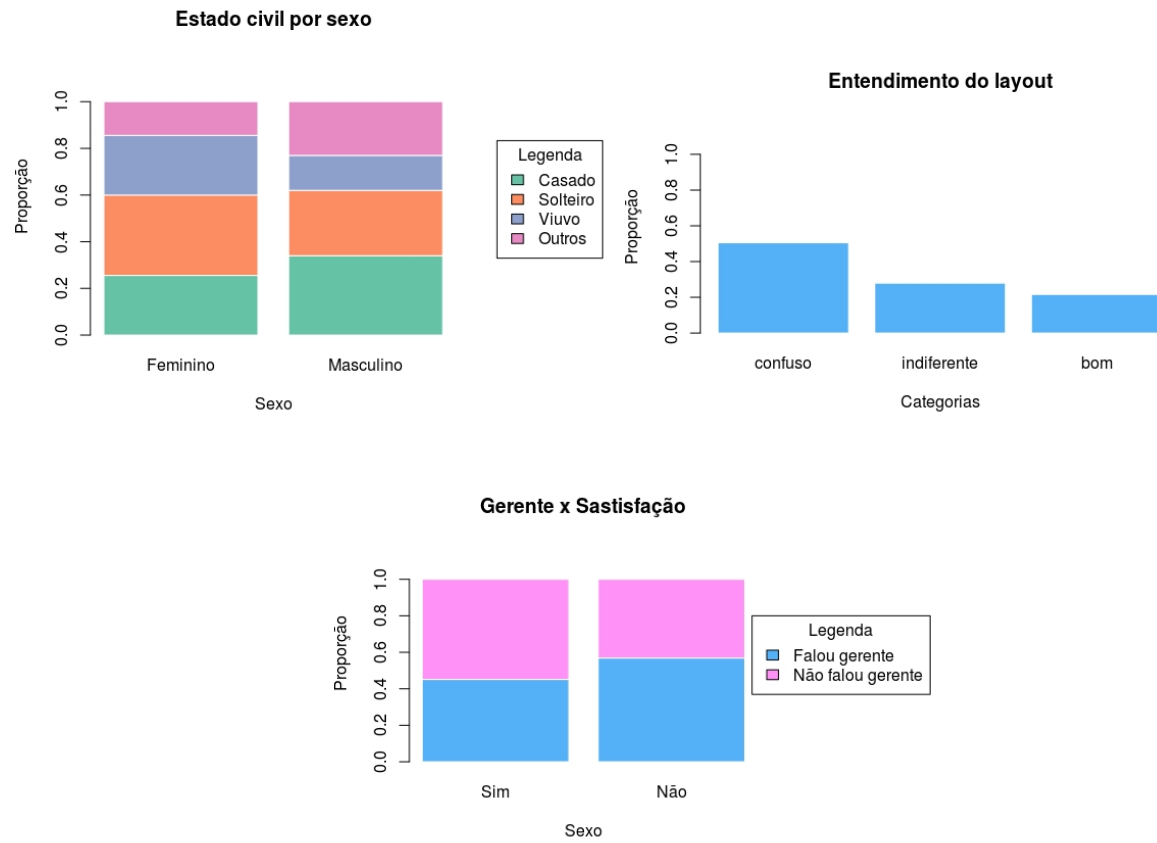 Estado civil por sexo
Proporção
0.0
0.2
0.4
0.6
0.8
1.0
Feminino
Masculino
Sexo
Legenda
Casado
Solteiro
Viuvo
Outros
Entendimento do layout
Proporção
0.0
0.2
0.4
0.6
0.8
1.0
confuso
indiferente
bom
Categorias
Gerente x Sastisfação
Proporção
0.0
0.2
0.4
0.6
0.8
1.0
Sim
Não
Sexo
Legenda
Falou gerente
Não falou gerente